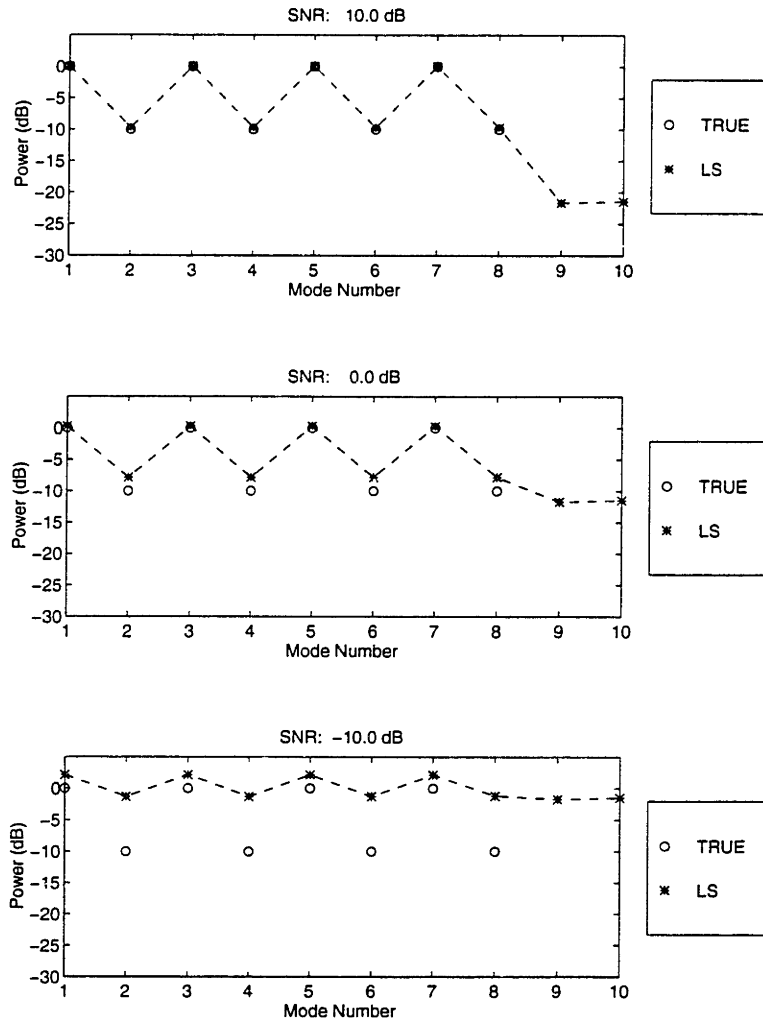 SNR: 10.0 dB
Power (dB)
0
−5
−10
−15
−20
−25
−30
1 2 3 4 5 6 7 8 9 10
Mode Number
TRUE
LS
SNR: 0.0 dB
Power (dB)
0
−5
−10
−15
−20
−25
−30
1 2 3 4 5 6 7 8 9 10
Mode Number
TRUE
LS
SNR: −10.0 dB
Power (dB)
0
−5
−10
−15
−20
−25
−30
1 2 3 4 5 6 7 8 9 10
Mode Number
TRUE
LS